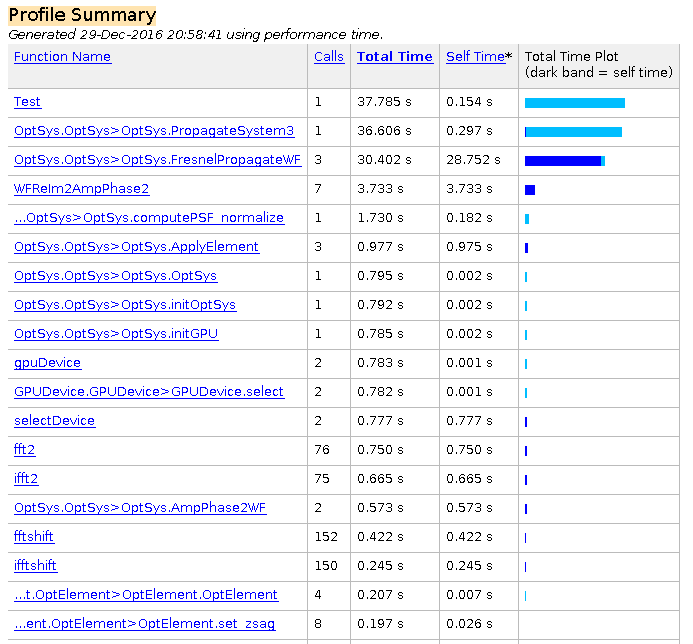 Profile Summary
Generated 29-Dec-2016 20:58:41 using performance time.
Function Name Calls Total Time Self Time* Total Time Plot
(dark band = self time)
Test 1 37.785 s 0.154 s
OptSys.OptSys>OptSys.PropagateSystem3 1 36.606 s 0.297 s
OptSys.OptSys>OptSys.FresnelPropagateWF 3 30.402 s 28.752 s
WFReIm2AmpPhase2 7 3.733 s 3.733 s
...OptSys>OptSys.computePSF_normalize 1 1.730 s 0.182 s
OptSys.OptSys>OptSys.ApplyElement 3 0.977 s 0.975 s
OptSys.OptSys>OptSys.OptSys 1 0.795 s 0.002 s
OptSys.OptSys>OptSys.initOptSys 1 0.792 s 0.002 s
OptSys.OptSys>OptSys.initGPU 1 0.785 s 0.002 s
gpuDevice 2 0.783 s 0.001 s
GPUDevice.GPUDevice>GPUDevice.select 2 0.782 s 0.001 s
selectDevice 2 0.777 s 0.777 s
fft2 76 0.750 s 0.750 s
ifft2 75 0.665 s 0.665 s
OptSys.OptSys>OptSys.AmpPhase2WF 2 0.573 s 0.573 s
fftshift 152 0.422 s 0.422 s
ifftshift 150 0.245 s 0.245 s
...t.OptElement>OptElement.OptElement 4 0.207 s 0.007 s
...ent.OptElement>OptElement.set_zsag 8 0.197 s 0.026 s